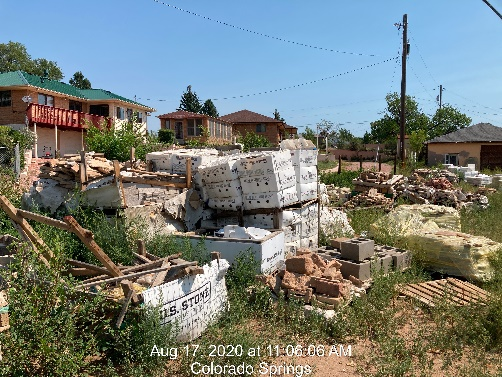 U.S. STONE
Aug 17, 2020 at 11:06:06 AM
Colorado Springs